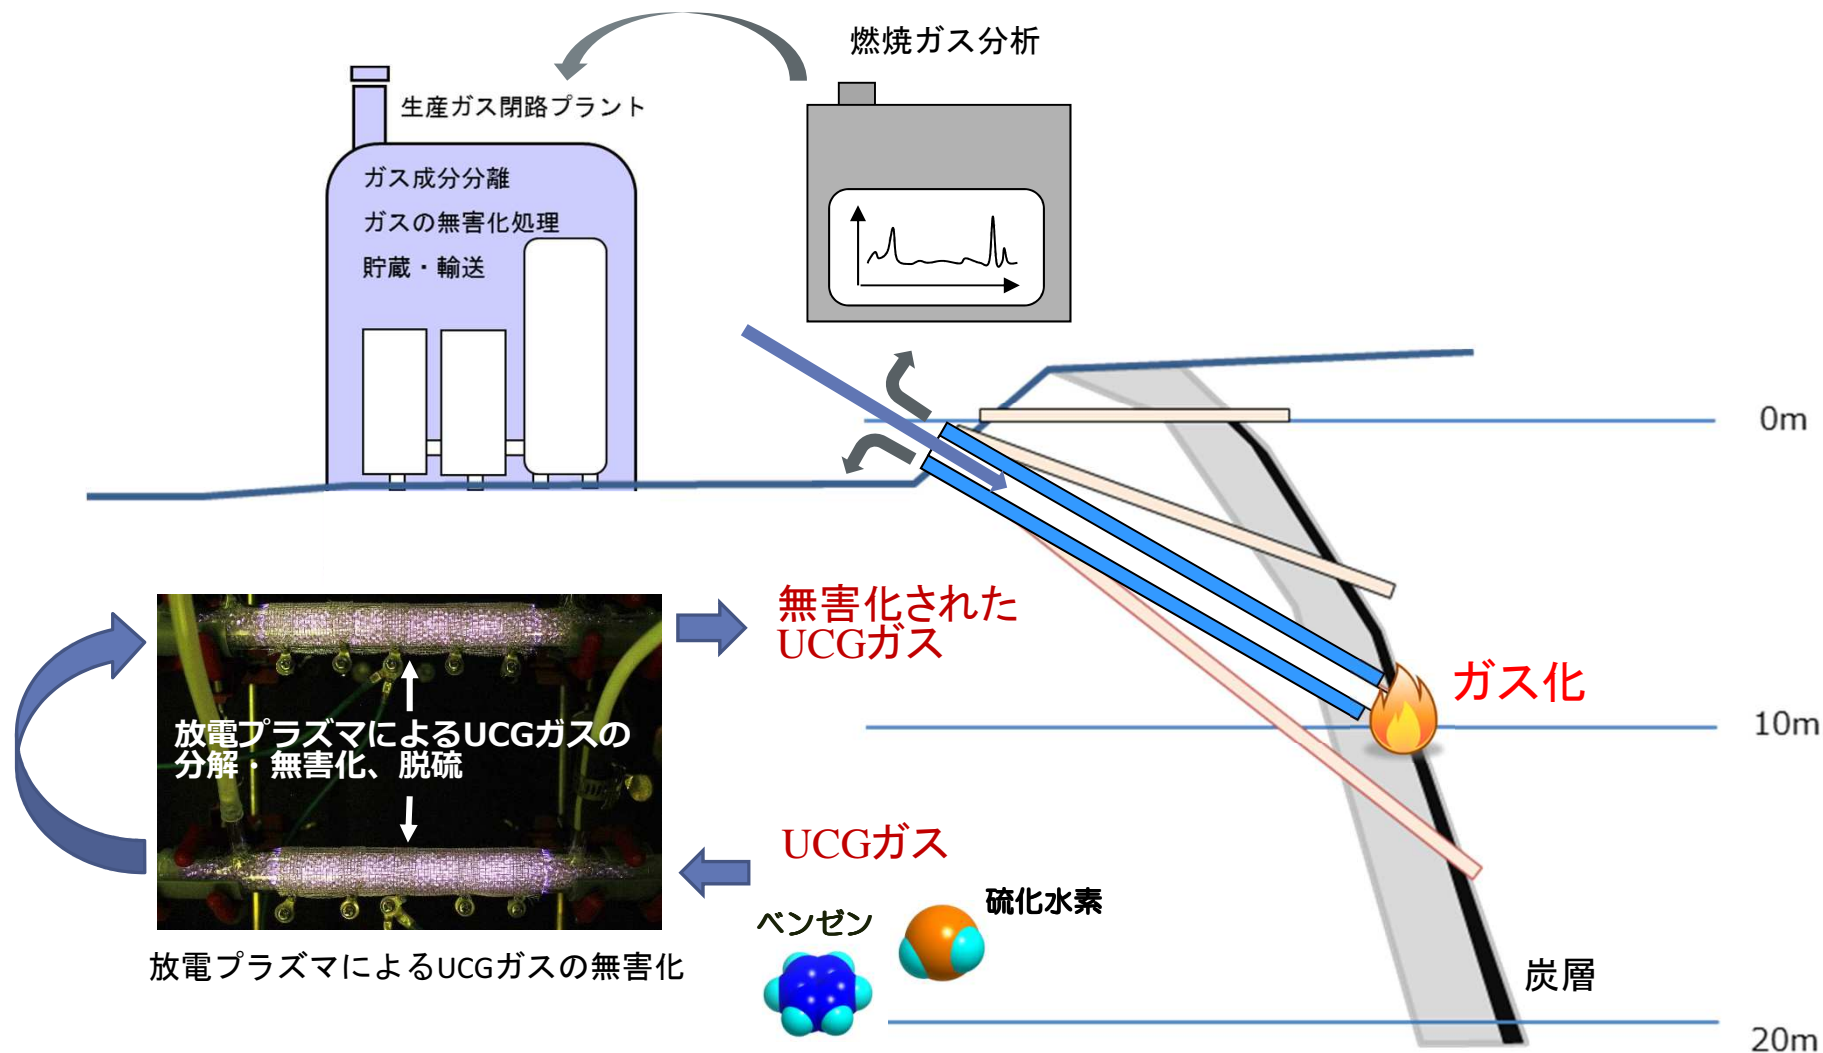 燃焼ガス分析
生産ガス閉路プラント
ガス成分分離
ガスの無害化処理
貯蔵・輸送
0m
無害化された
UCGガス
ガス化
10m
放電プラズマによるUCGガスの
分解・無害化、脱硫
UCGガス
硫化水素
ベンゼン
放電プラズマによるUCGガスの無害化
炭層
20m